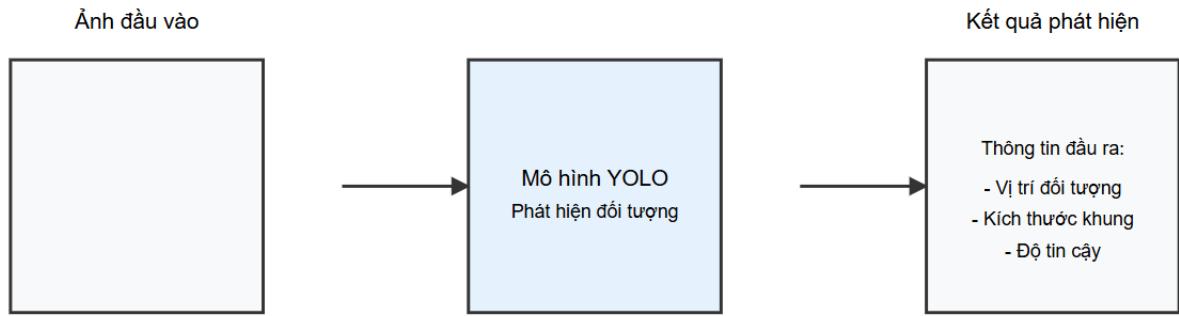 Ảnh đầu vào
Kết quả phát hiện
Mô hình YOLO
Phát hiện đối tượng
Thông tin đầu ra:
- Vị trí đối tượng
- Kích thước khung
- Độ tin cậy